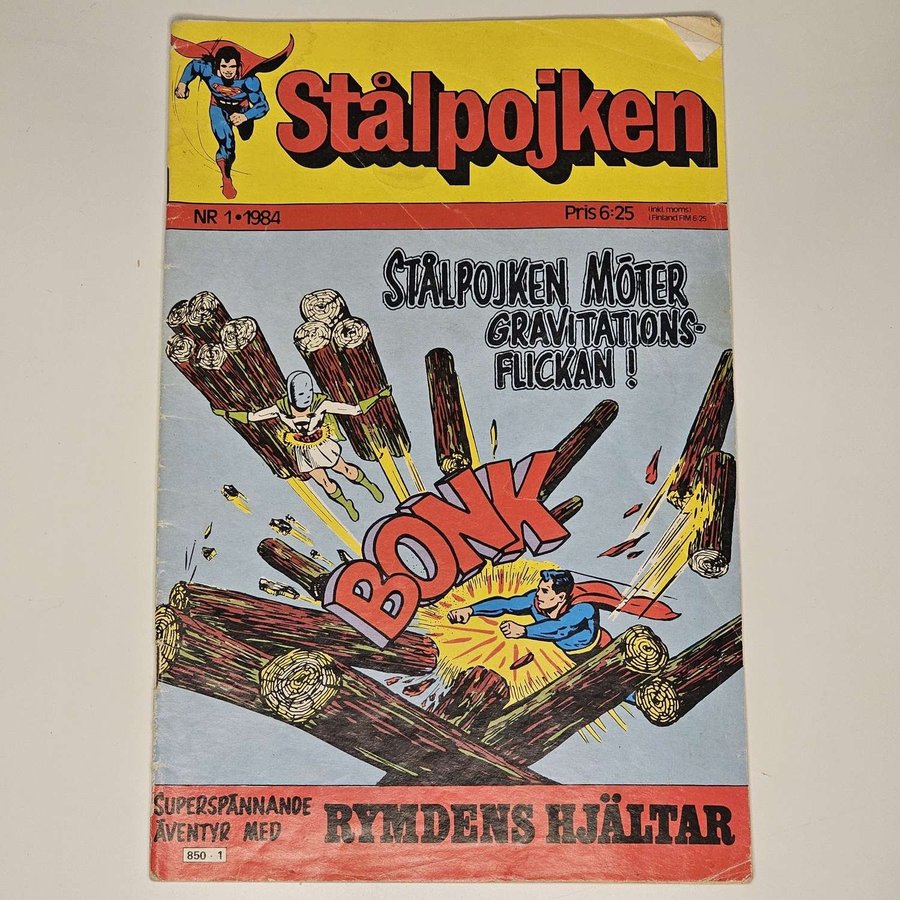 Stålpojken
NR 1•1984
Pris 6:25
(inkl. moms)
i Finland FIM 6:25
STÅLPOJKEN MÖTER
GRAVITATIONS-
FLICKAN!
BONK
SUPERSPÄNNANDE
ÄVENTYR MED
RYMDENS HJÄLTAR
850 - 1